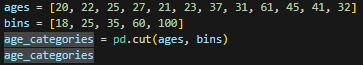 ages = [20, 22, 25, 27, 21, 23, 37, 31, 61, 45, 41, 32]
bins = [18, 25, 35, 60, 100]
age_categories = pd.cut(ages, bins)
age_categories